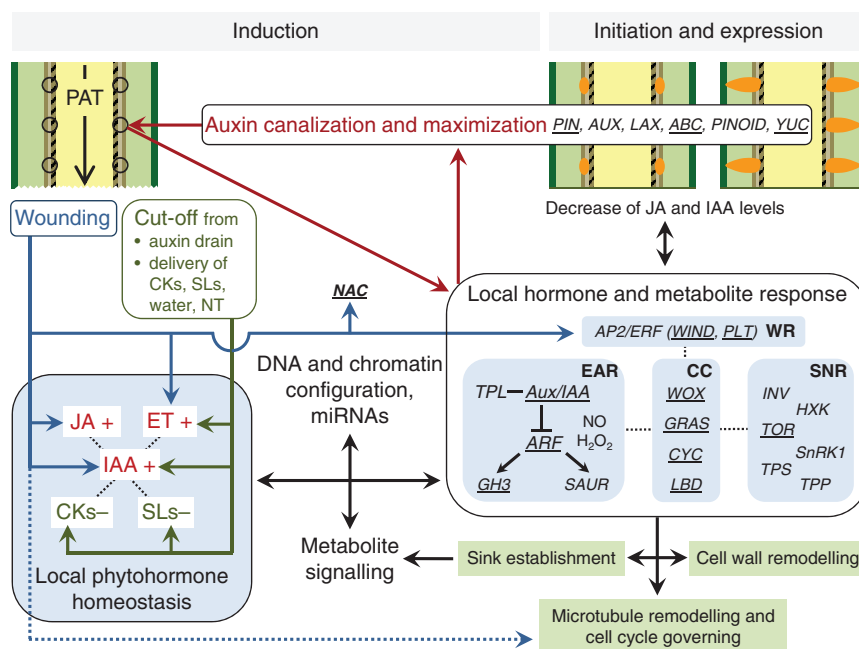 Induction
Initiation and expression
PAT
Auxin canalization and maximization PIN, AUX, LAX, ABC, PINOID, YUC
Decrease of JA and IAA levels
Wounding
Cut-off from
• auxin drain
• delivery of
CKs, SLs,
water, NT
NAC
DNA and chromatin
configuration,
miRNAs
JA +
ET +
IAA +
CKs–
SLs–
Local phytohormone
homeostasis
Metabolite
signalling
Local hormone and metabolite response
AP2/ERF (WIND, PLT) WR
EAR
TPL
Aux/IAA
NO
H2O2
ARF
GH3
SAUR
CC
WOX
GRAS
CYC
LBD
SNR
INV
HXK
TOR
SnRK1
TPS
TPP
Sink establishment
Cell wall remodelling
Microtubule remodelling and
cell cycle governing